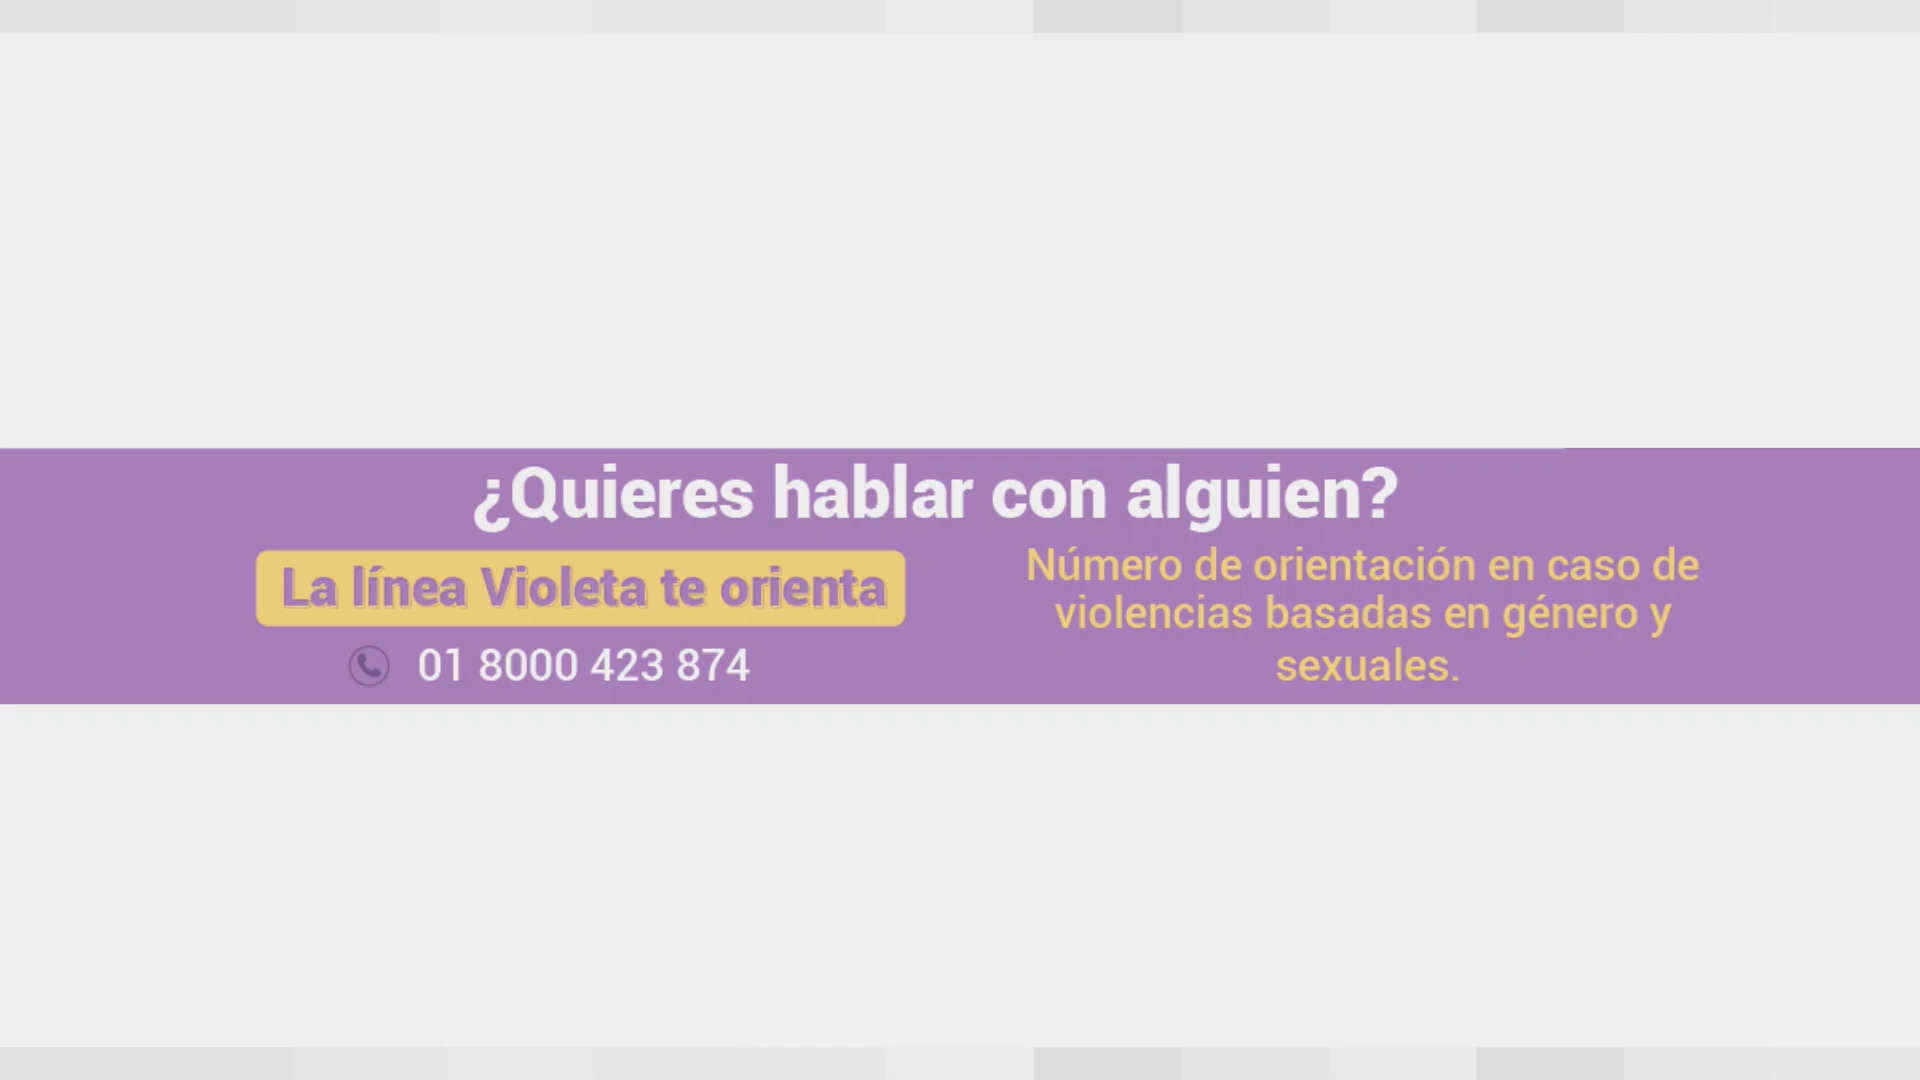 ¿Quieres hablar con alguien?
La línea Violeta te orienta
01 8000 423 874
Número de orientación en caso de
violencias basadas en género y
sexuales.